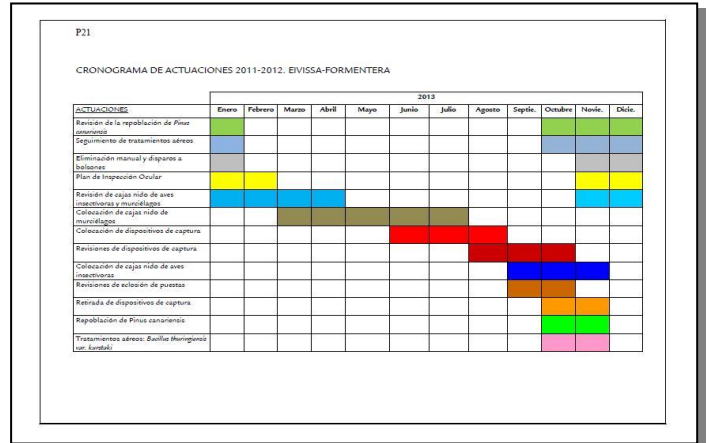 P21
CRONOGRAMA DE ACTUACIONES 2011-2012. EIVISSA-FORMENTERA
2013
ACTUACIONES Enero Febrero Marzo Abril Mayo Junio Julio Agosto Septie. Octubre Novie. Dicie.
Revisión de la repoblación de Pinus
canariensis
Seguimiento de tratamientos aéreos
Eliminación manual y disparos a
bolsones
Plan de Inspección Ocular
Revisión de cajas nido de aves
insectívoras y murciélagos
Colocación de cajas nido de
murciélagos
Colocación de dispositivos de captura
Revisiones de dispositivos de captura
Colocación de cajas nido de aves
insectívoras
Revisiones de eclosión de puestas
Retirada de dispositivos de captura
Repoblación de Pinus canariensis
Tratamientos aéreos: Bacillus thuringiensis
var. kurstaki